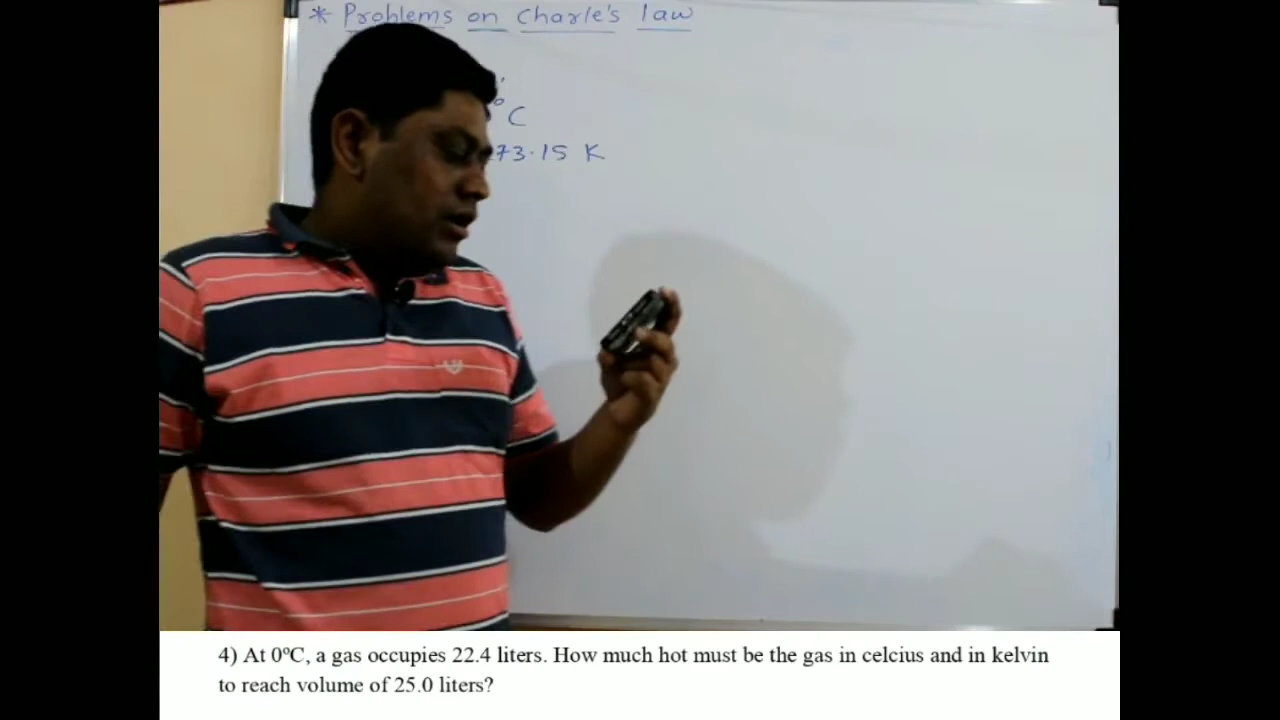 * Problems on Charle's law
°C
73.15 K
4) At 0ºC, a gas occupies 22.4 liters. How much hot must be the gas in celcius and in kelvin
to reach volume of 25.0 liters?